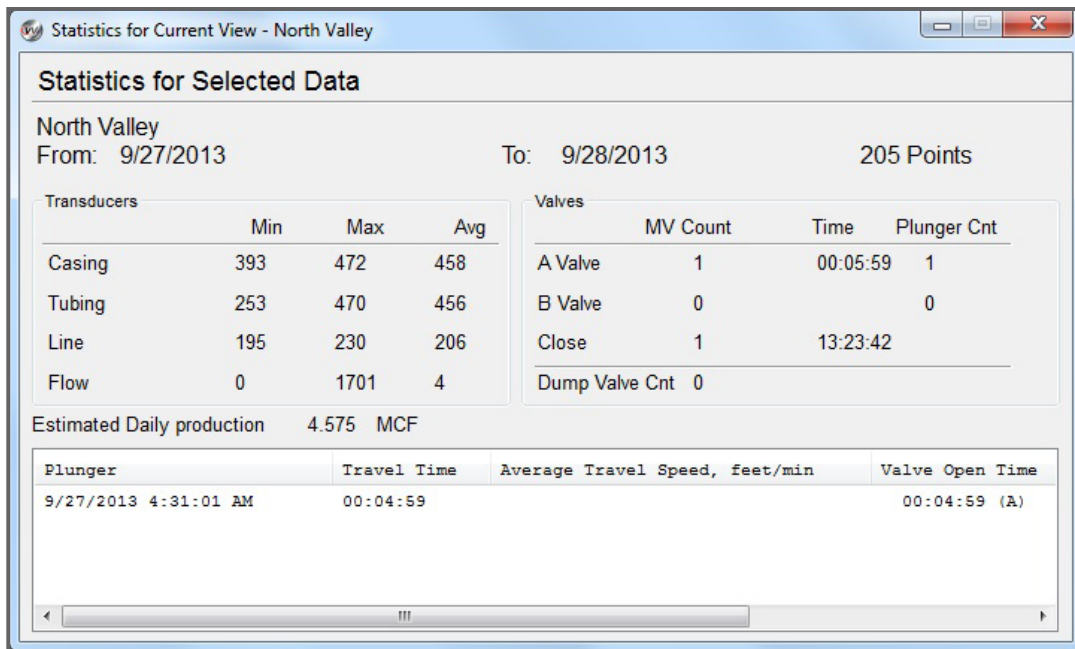 Statistics for Current View - North Valley
Statistics for Selected Data
North Valley
From: 9/27/2013 To: 9/28/2013 205 Points
Transducers
Min Max Avg
Casing 393 472 458
Tubing 253 470 456
Line 195 230 206
Flow 0 1701 4
Valves
MV Count Time Plunger Cnt
A Valve 1 00:05:59 1
B Valve 0 0
Close 1 13:23:42
Dump Valve Cnt 0
Estimated Daily production 4.575 MCF
Plunger Travel Time Average Travel Speed, feet/min Valve Open Time
9/27/2013 4:31:01 AM 00:04:59 00:04:59 (A)